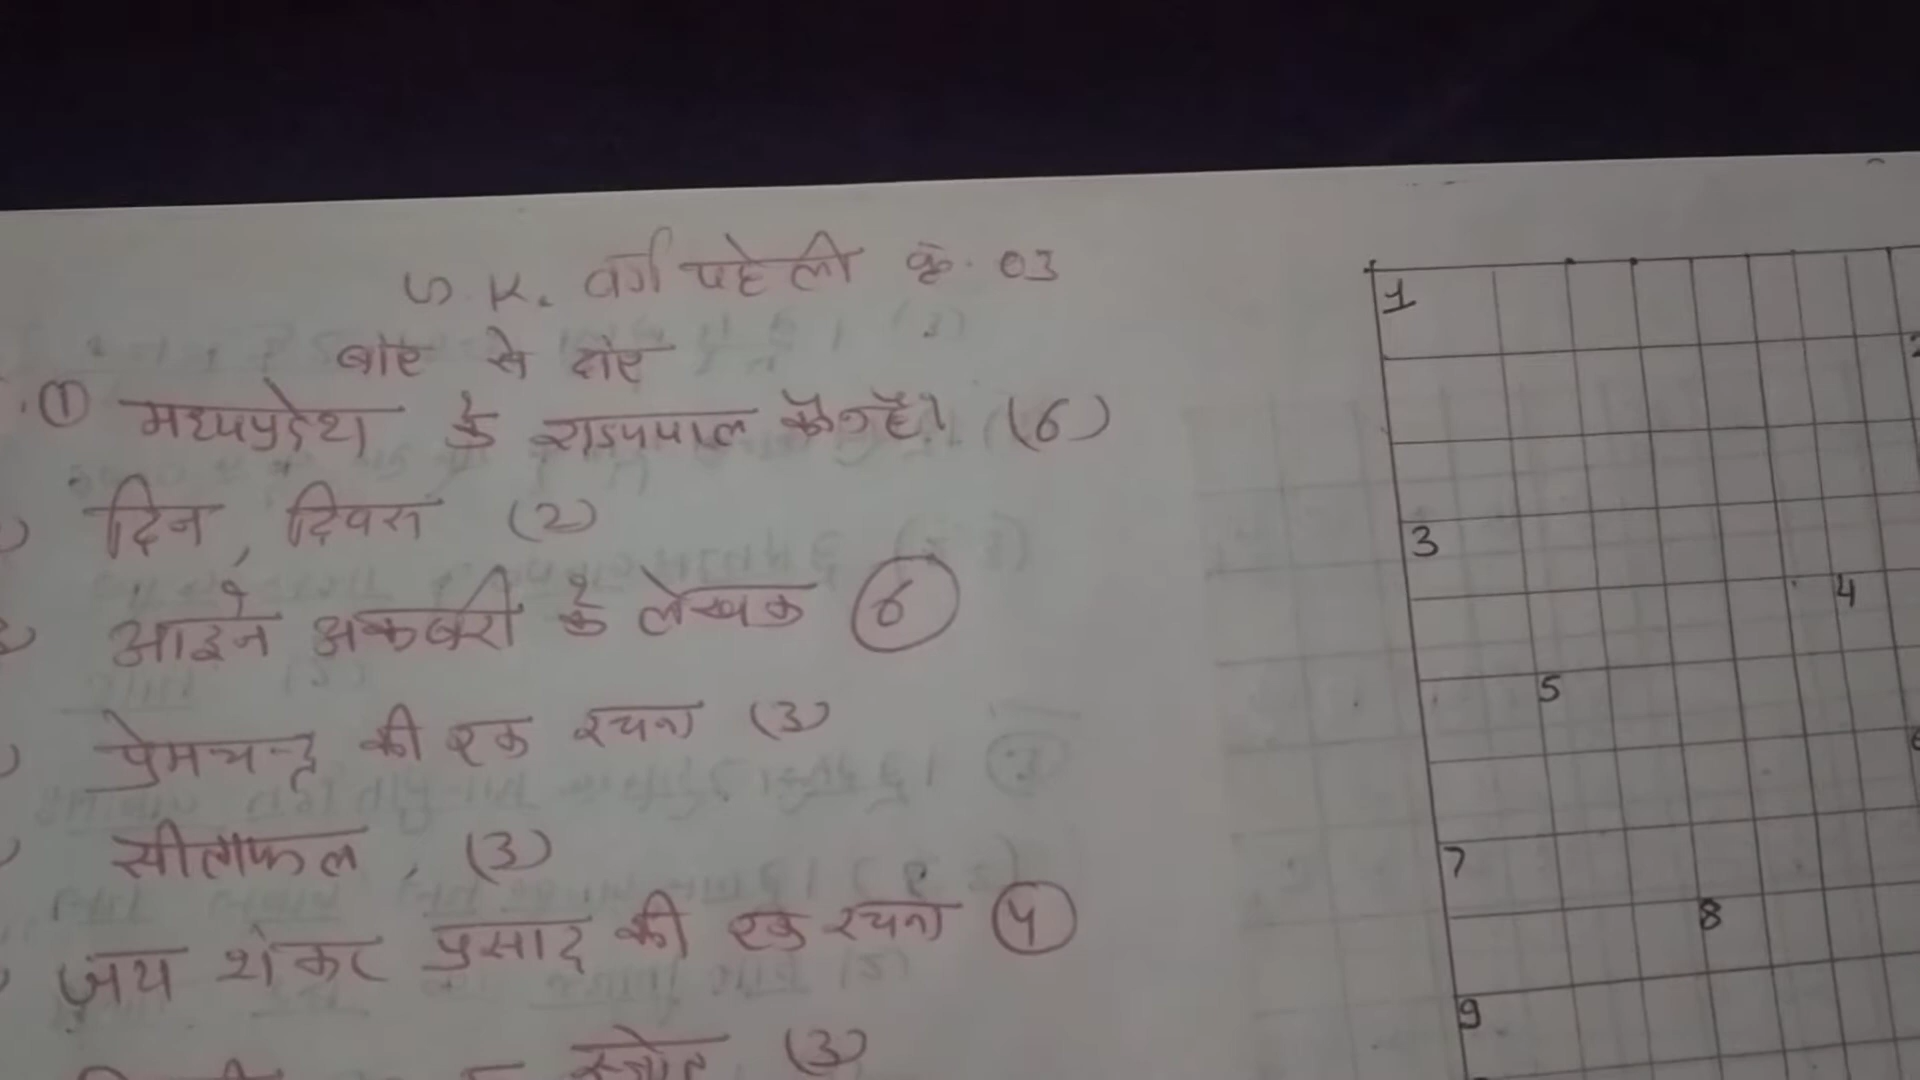 G.K. वर्ग पहेली क्रं. 03
बाएं से दाएं
① मध्यप्रदेश के राज्यपाल कौन है। (6)
दिन, दिवस (2)
आईने अकबरी के लेखक ⑥
प्रेमचन्द्र की एक रचना (3)
सीताफल, (3)
जय शंकर प्रसाद की एक रचना ④
(3)
1
3
4
5
7
8
9